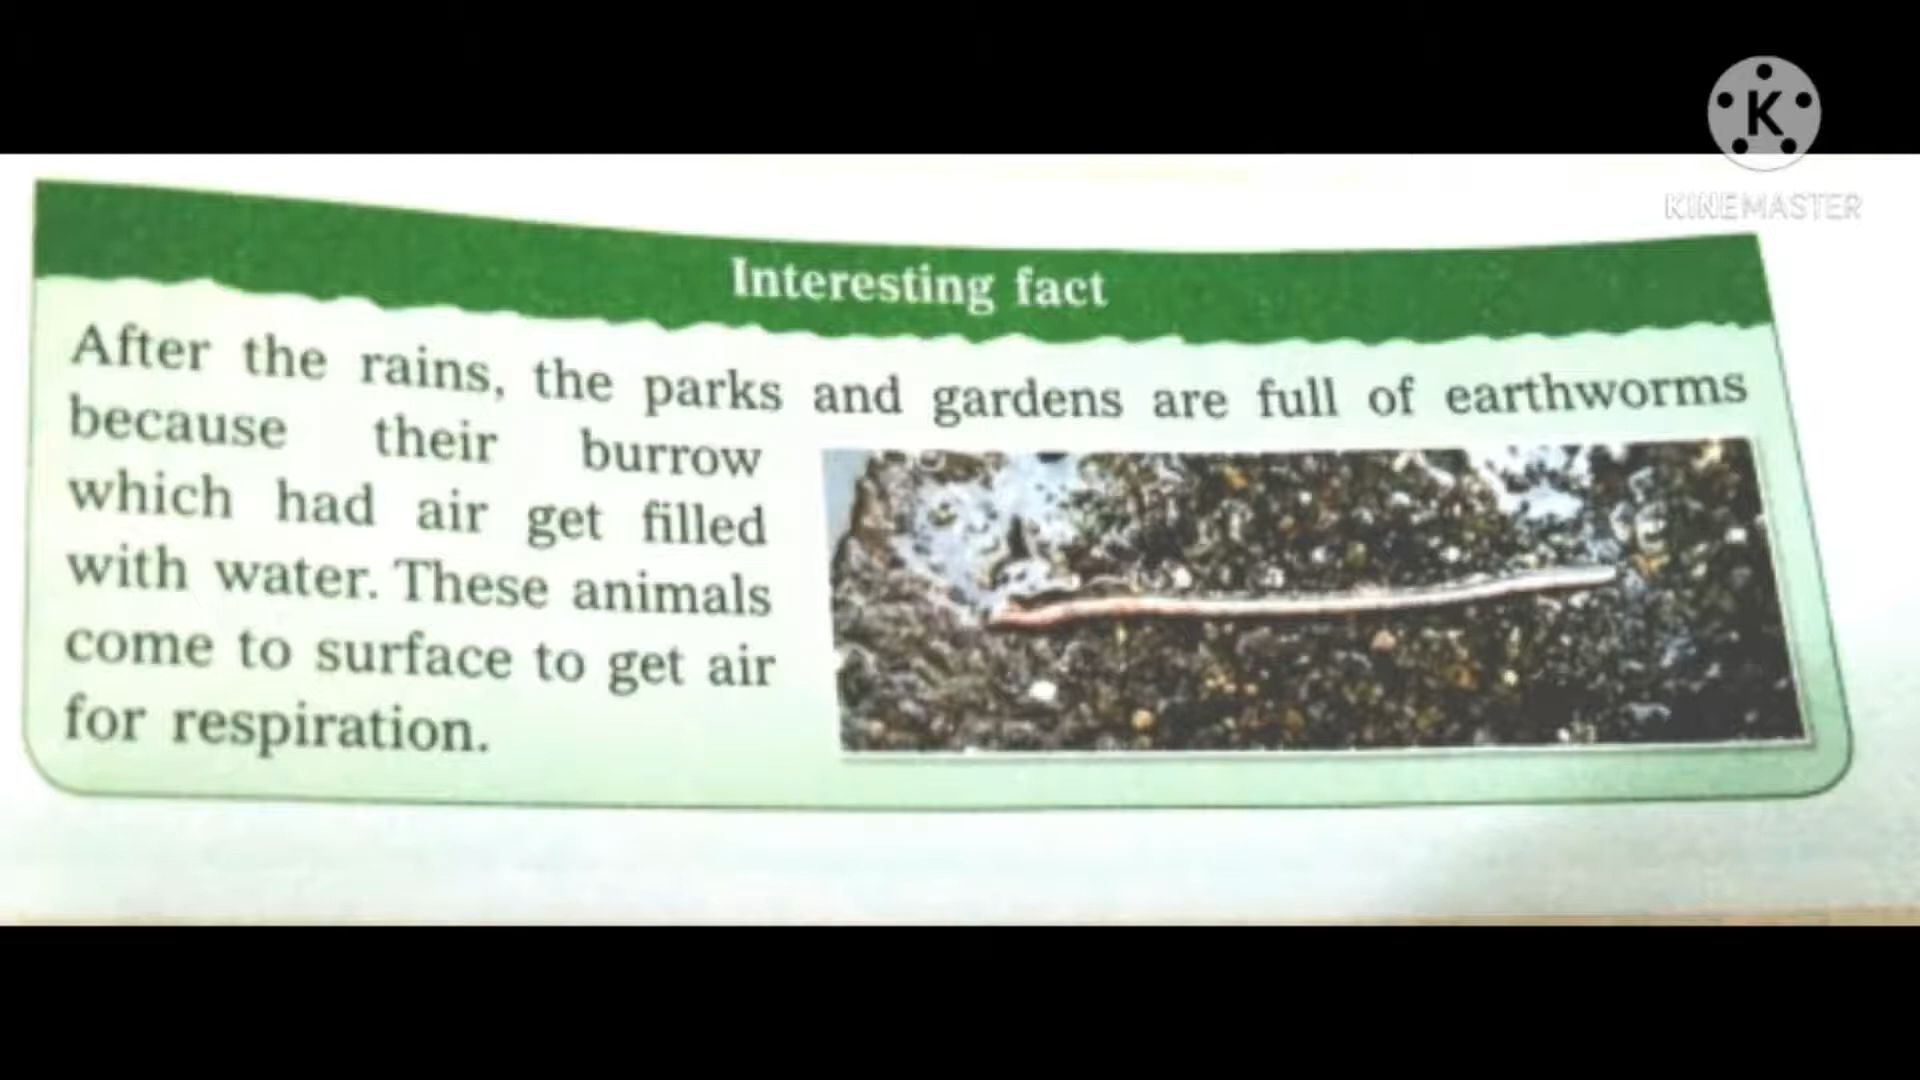 K
KINEMASTER
Interesting fact
After the rains, the parks and gardens are full of earthworms
because their burrow
which had air get filled
with water. These animals
come to surface to get air
for respiration.